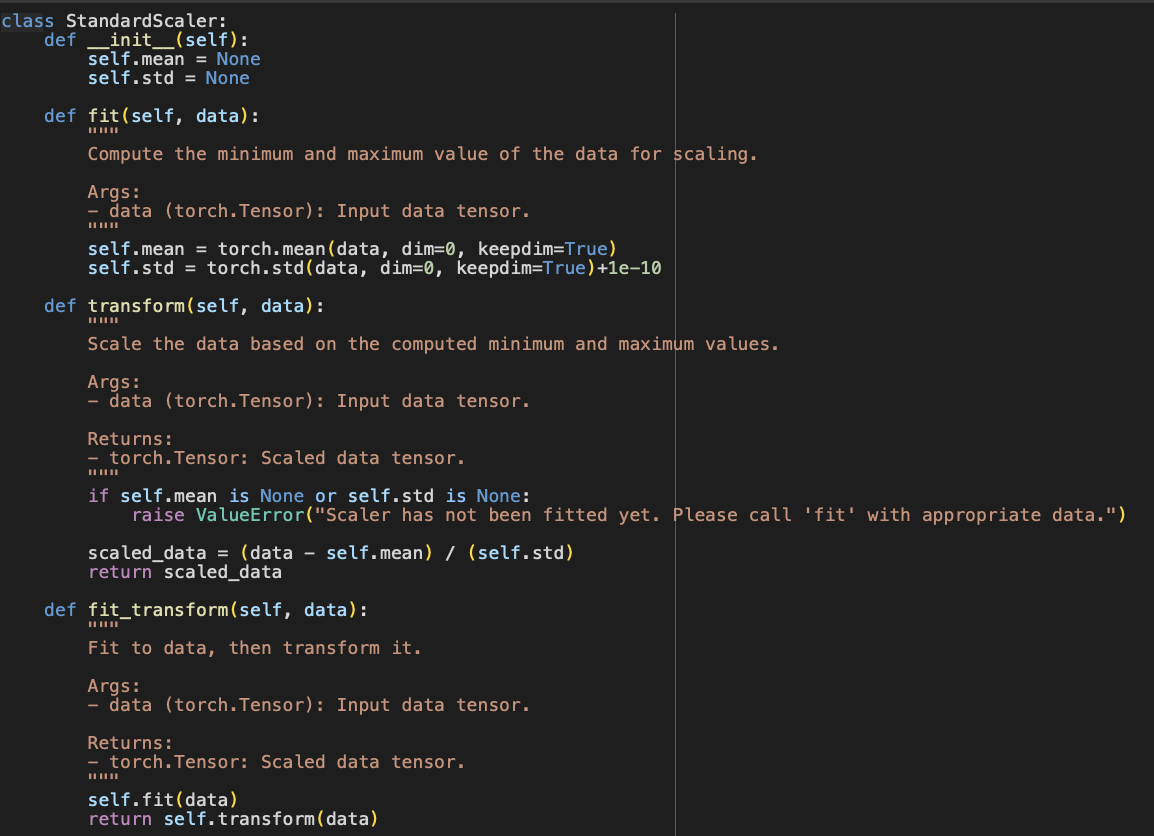 class StandardScaler:
    def __init__(self):
        self.mean = None
        self.std = None

    def fit(self, data):
        """
        Compute the minimum and maximum value of the data for scaling.

        Args:
        - data (torch.Tensor): Input data tensor.
        """
        self.mean = torch.mean(data, dim=0, keepdim=True)
        self.std = torch.std(data, dim=0, keepdim=True)+1e-10

    def transform(self, data):
        """
        Scale the data based on the computed minimum and maximum values.

        Args:
        - data (torch.Tensor): Input data tensor.

        Returns:
        - torch.Tensor: Scaled data tensor.
        """
        if self.mean is None or self.std is None:
            raise ValueError("Scaler has not been fitted yet. Please call 'fit' with appropriate data.")

        scaled_data = (data - self.mean) / (self.std)
        return scaled_data

    def fit_transform(self, data):
        """
        Fit to data, then transform it.

        Args:
        - data (torch.Tensor): Input data tensor.

        Returns:
        - torch.Tensor: Scaled data tensor.
        """
        self.fit(data)
        return self.transform(data)